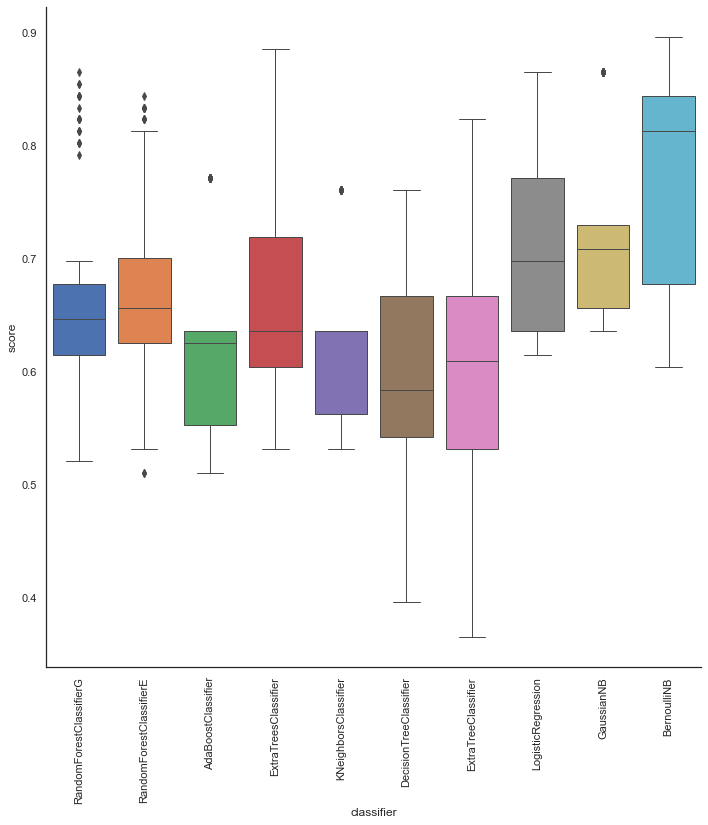 0.9
0.8
0.7
0.6
0.5
0.4
score
RandomForestClassifierG
RandomForestClassifierE
AdaBoostClassifier
ExtraTreesClassifier
KNeighborsClassifier
DecisionTreeClassifier
ExtraTreeClassifier
LogisticRegression
GaussianNB
BernoulliNB
classifier